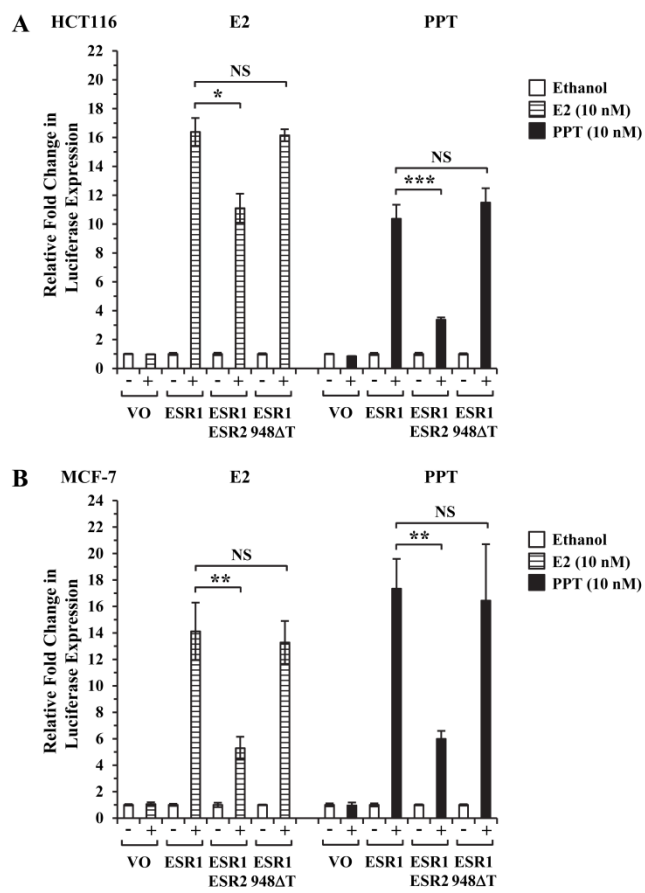 A HCT116 E2 PPT
Relative Fold Change in
Luciferase Expression
22
20
18
16
14
12
10
8
6
4
2
0
NS
*
NS
***
Ethanol
E2 (10 nM)
PPT (10 nM)
- + - + - + - + - + - + - + - +
VO ESR1 ESR1 ESR1 VO ESR1 ESR1 ESR1
ESR2 948ΔT ESR2 948ΔT
B MCF-7 E2 PPT
Relative Fold Change in
Luciferase Expression
24
22
20
18
16
14
12
10
8
6
4
2
0
NS
**
NS
**
Ethanol
E2 (10 nM)
PPT (10 nM)
- + - + - + - + - + - + - + - +
VO ESR1 ESR1 ESR1 VO ESR1 ESR1 ESR1
ESR2 948ΔT ESR2 948ΔT